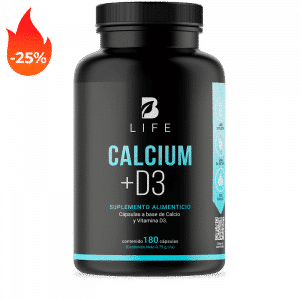 -25%
B
LIFE
CALCIUM
+D3
SUPLEMENTO ALIMENTICIO
Cápsulas a base de Calcio
y Vitamina D3.
contenido 180 cápsulas